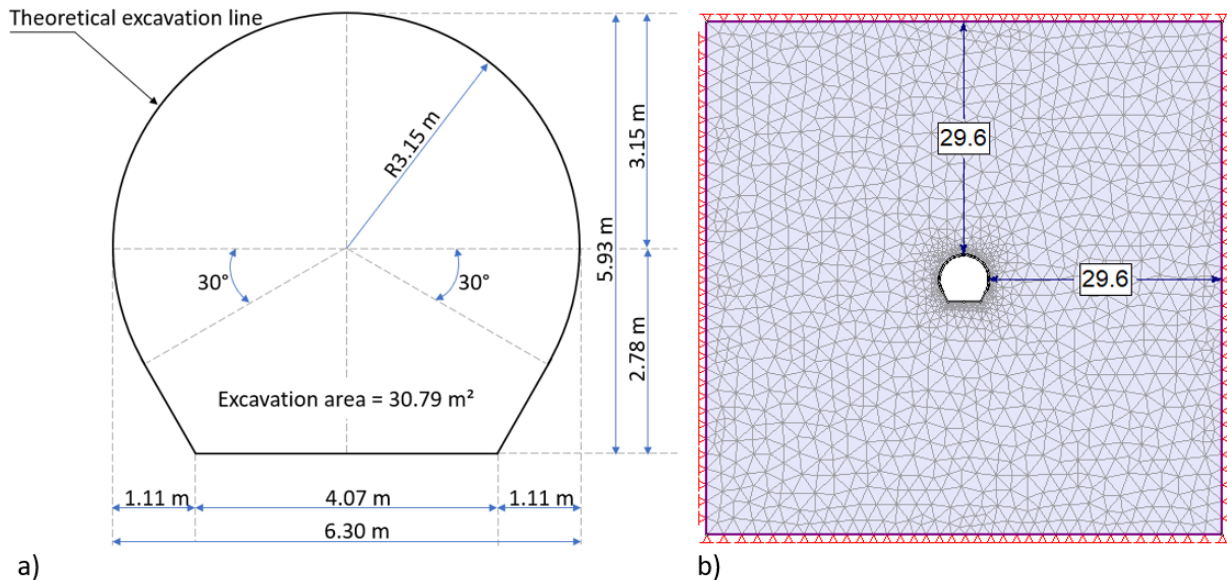 Theoretical excavation line
R3.15 m
3.15 m
5.93 m
30°
30°
2.78 m
Excavation area = 30.79 m²
1.11 m
4.07 m
1.11 m
6.30 m
a)
29.6
29.6
b)